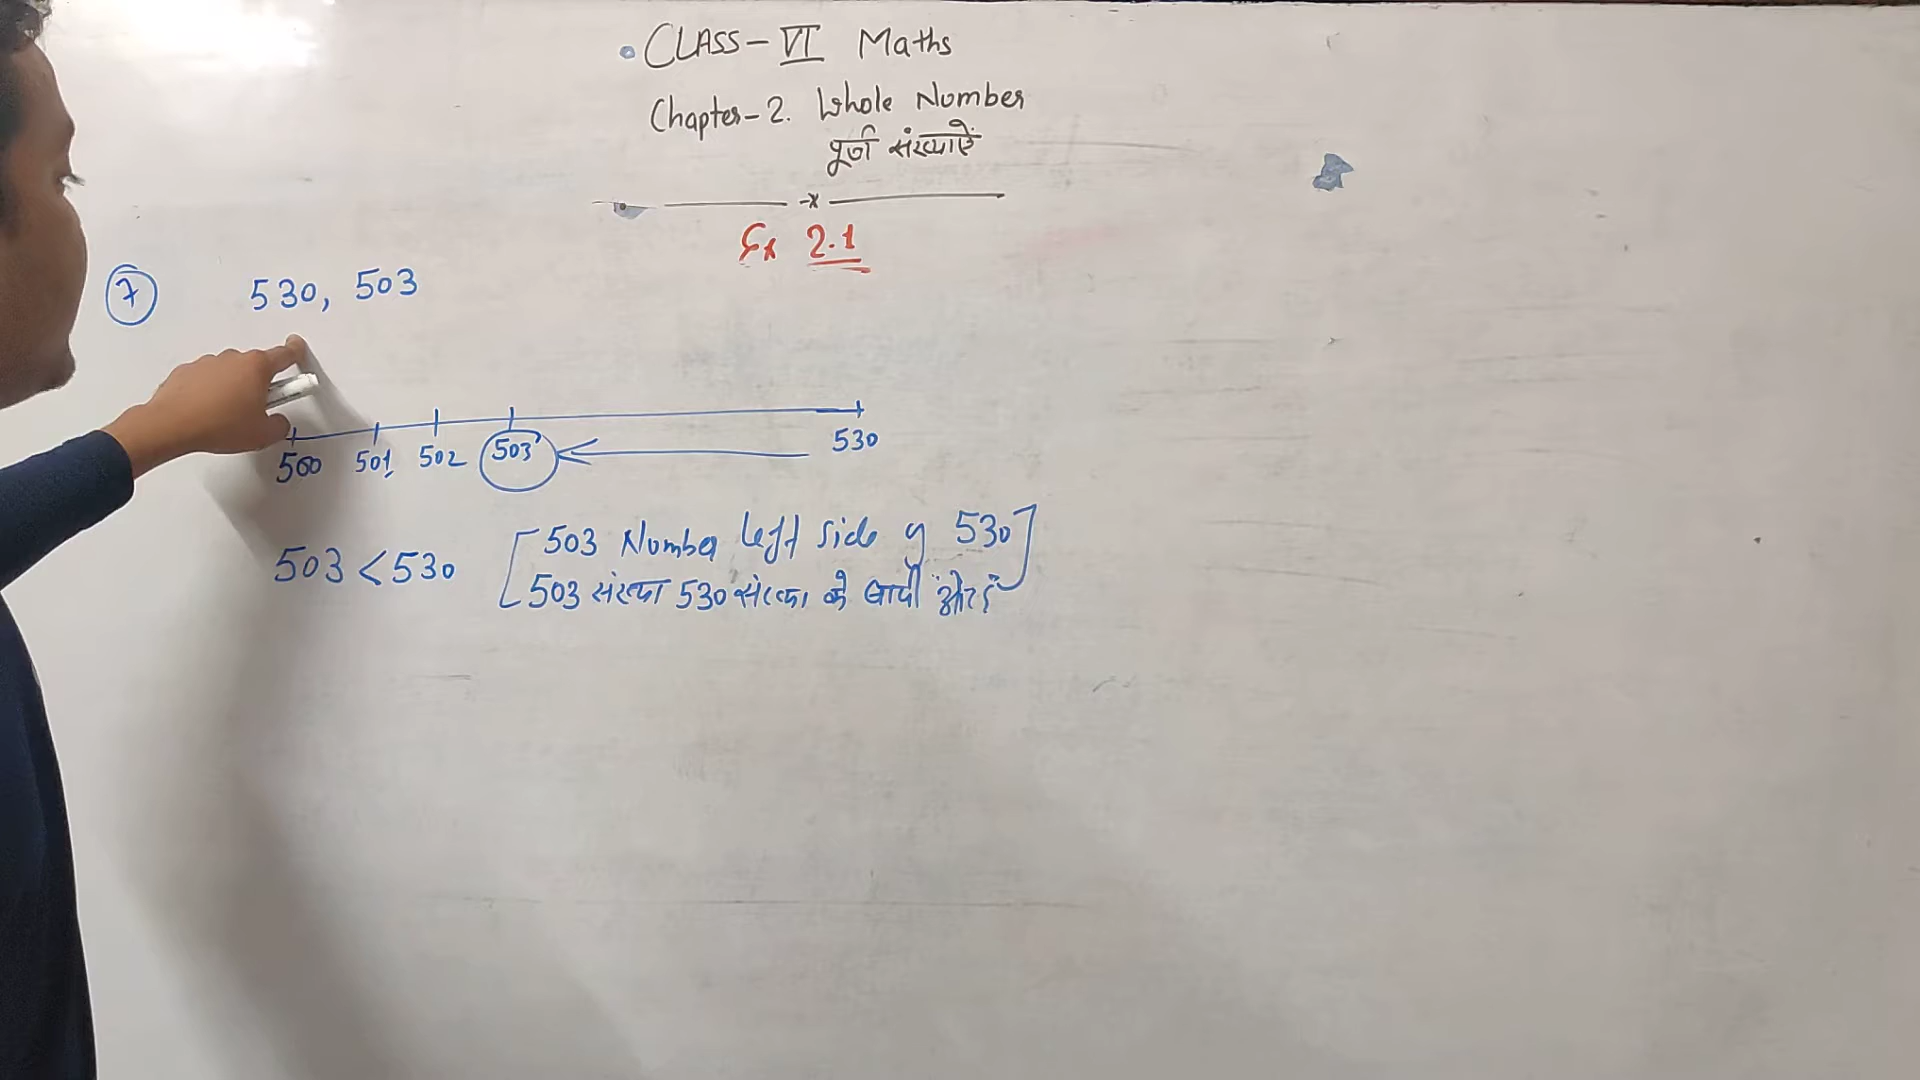 CLASS-VI Maths
Chapter-2. Whole Number
पूर्ण संख्याऐं
x
Ex 2.1
7 530, 503
500 501 502 503 530
503 < 530 [503 Number left side of 530]
503 संख्या 530 संख्या के बायीं ओर है